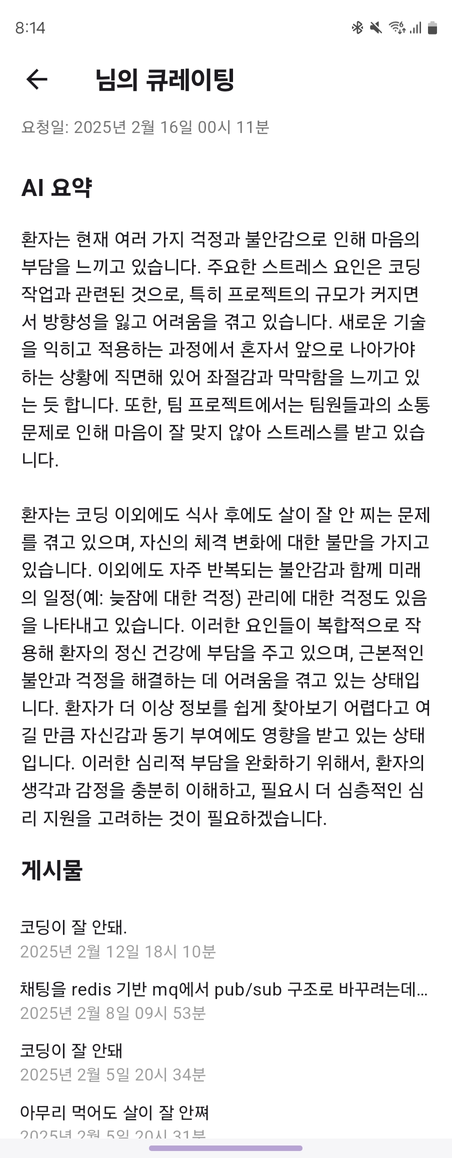 8:14
님의 큐레이팅
요청일: 2025년 2월 16일 00시 11분
AI 요약
환자는 현재 여러 가지 걱정과 불안감으로 인해 마음의
부담을 느끼고 있습니다. 주요한 스트레스 요인은 코딩
작업과 관련된 것으로, 특히 프로젝트의 규모가 커지면
서 방향성을 잃고 어려움을 겪고 있습니다. 새로운 기술
을 익히고 적용하는 과정에서 혼자서 앞으로 나아가야
하는 상황에 직면해 있어 좌절감과 막막함을 느끼고 있
는 듯 합니다. 또한, 팀 프로젝트에서는 팀원들과의 소통
문제로 인해 마음이 잘 맞지 않아 스트레스를 받고 있습
니다.
환자는 코딩 이외에도 식사 후에도 살이 잘 안 찌는 문제
를 겪고 있으며, 자신의 체격 변화에 대한 불만을 가지고
있습니다. 이외에도 자주 반복되는 불안감과 함께 미래
의 일정(예: 늦잠에 대한 걱정) 관리에 대한 걱정도 있음
을 나타내고 있습니다. 이러한 요인들이 복합적으로 작
용해 환자의 정신 건강에 부담을 주고 있으며, 근본적인
불안과 걱정을 해결하는 데 어려움을 겪고 있는 상태입
니다. 환자가 더 이상 정보를 쉽게 찾아보기 어렵다고 여
길 만큼 자신감과 동기 부여에도 영향을 받고 있는 상태
입니다. 이러한 심리적 부담을 완화하기 위해서, 환자의
생각과 감정을 충분히 이해하고, 필요시 더 심층적인 심
리 지원을 고려하는 것이 필요하겠습니다.
게시물
코딩이 잘 안돼.
2025년 2월 12일 18시 10분
채팅을 redis 기반 mq에서 pub/sub 구조로 바꾸려는데...
2025년 2월 8일 09시 53분
코딩이 잘 안돼
2025년 2월 5일 20시 34분
아무리 먹어도 살이 잘 안쪄
2025년 2월 5일 20시 31분